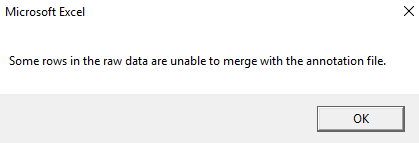 Microsoft Excel
Some rows in the raw data are unable to merge with the annotation file.
OK